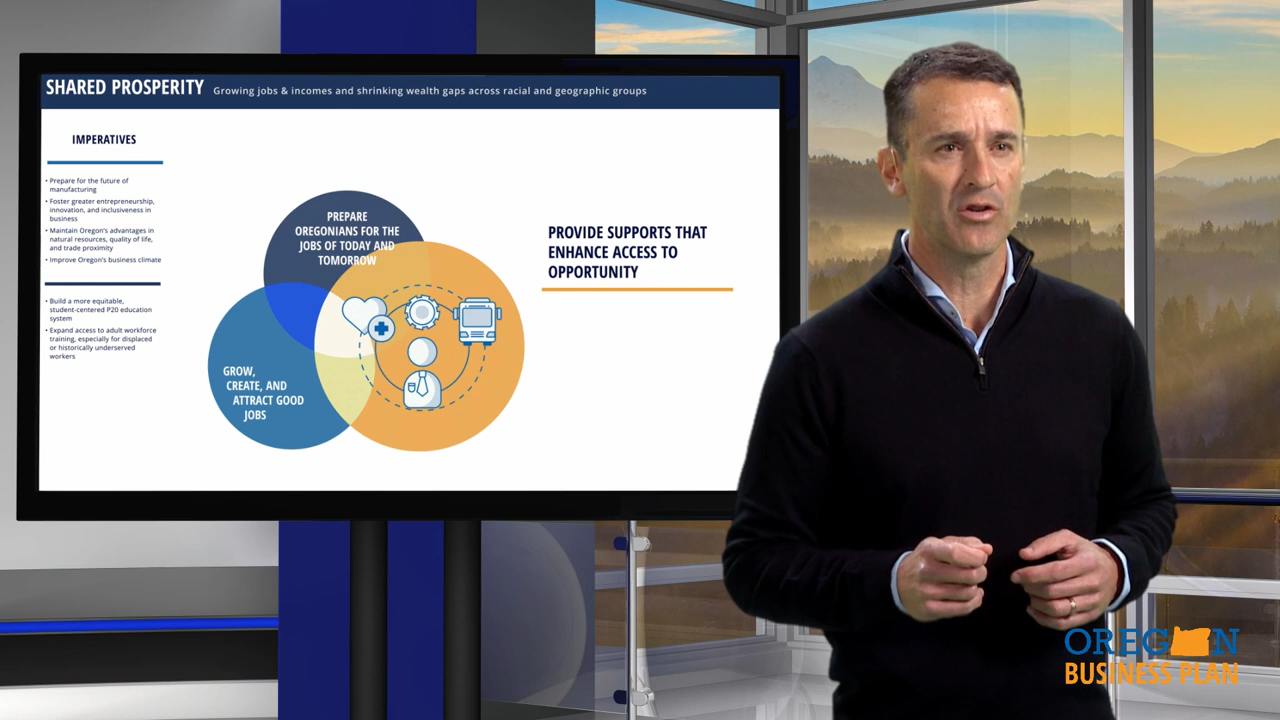 SHARED PROSPERITY Growing jobs & incomes and shrinking wealth gaps across racial and geographic groups
IMPERATIVES
• Prepare for the future of
manufacturing
• Foster greater entrepreneurship,
innovation, and inclusiveness in
business
• Maintain Oregon's advantages in
natural resources, quality of life,
and trade proximity
• Improve Oregon's business climate
• Build a more equitable,
student-centered P20 education
system
• Expand access to adult workforce
training, especially for displaced
or historically underserved
workers
PREPARE
OREGONIANS FOR THE
JOBS OF TODAY AND
TOMORROW
GROW,
CREATE, AND
ATTRACT GOOD
JOBS
PROVIDE SUPPORTS THAT
ENHANCE ACCESS TO
OPPORTUNITY
OREGON
BUSINESS PLAN